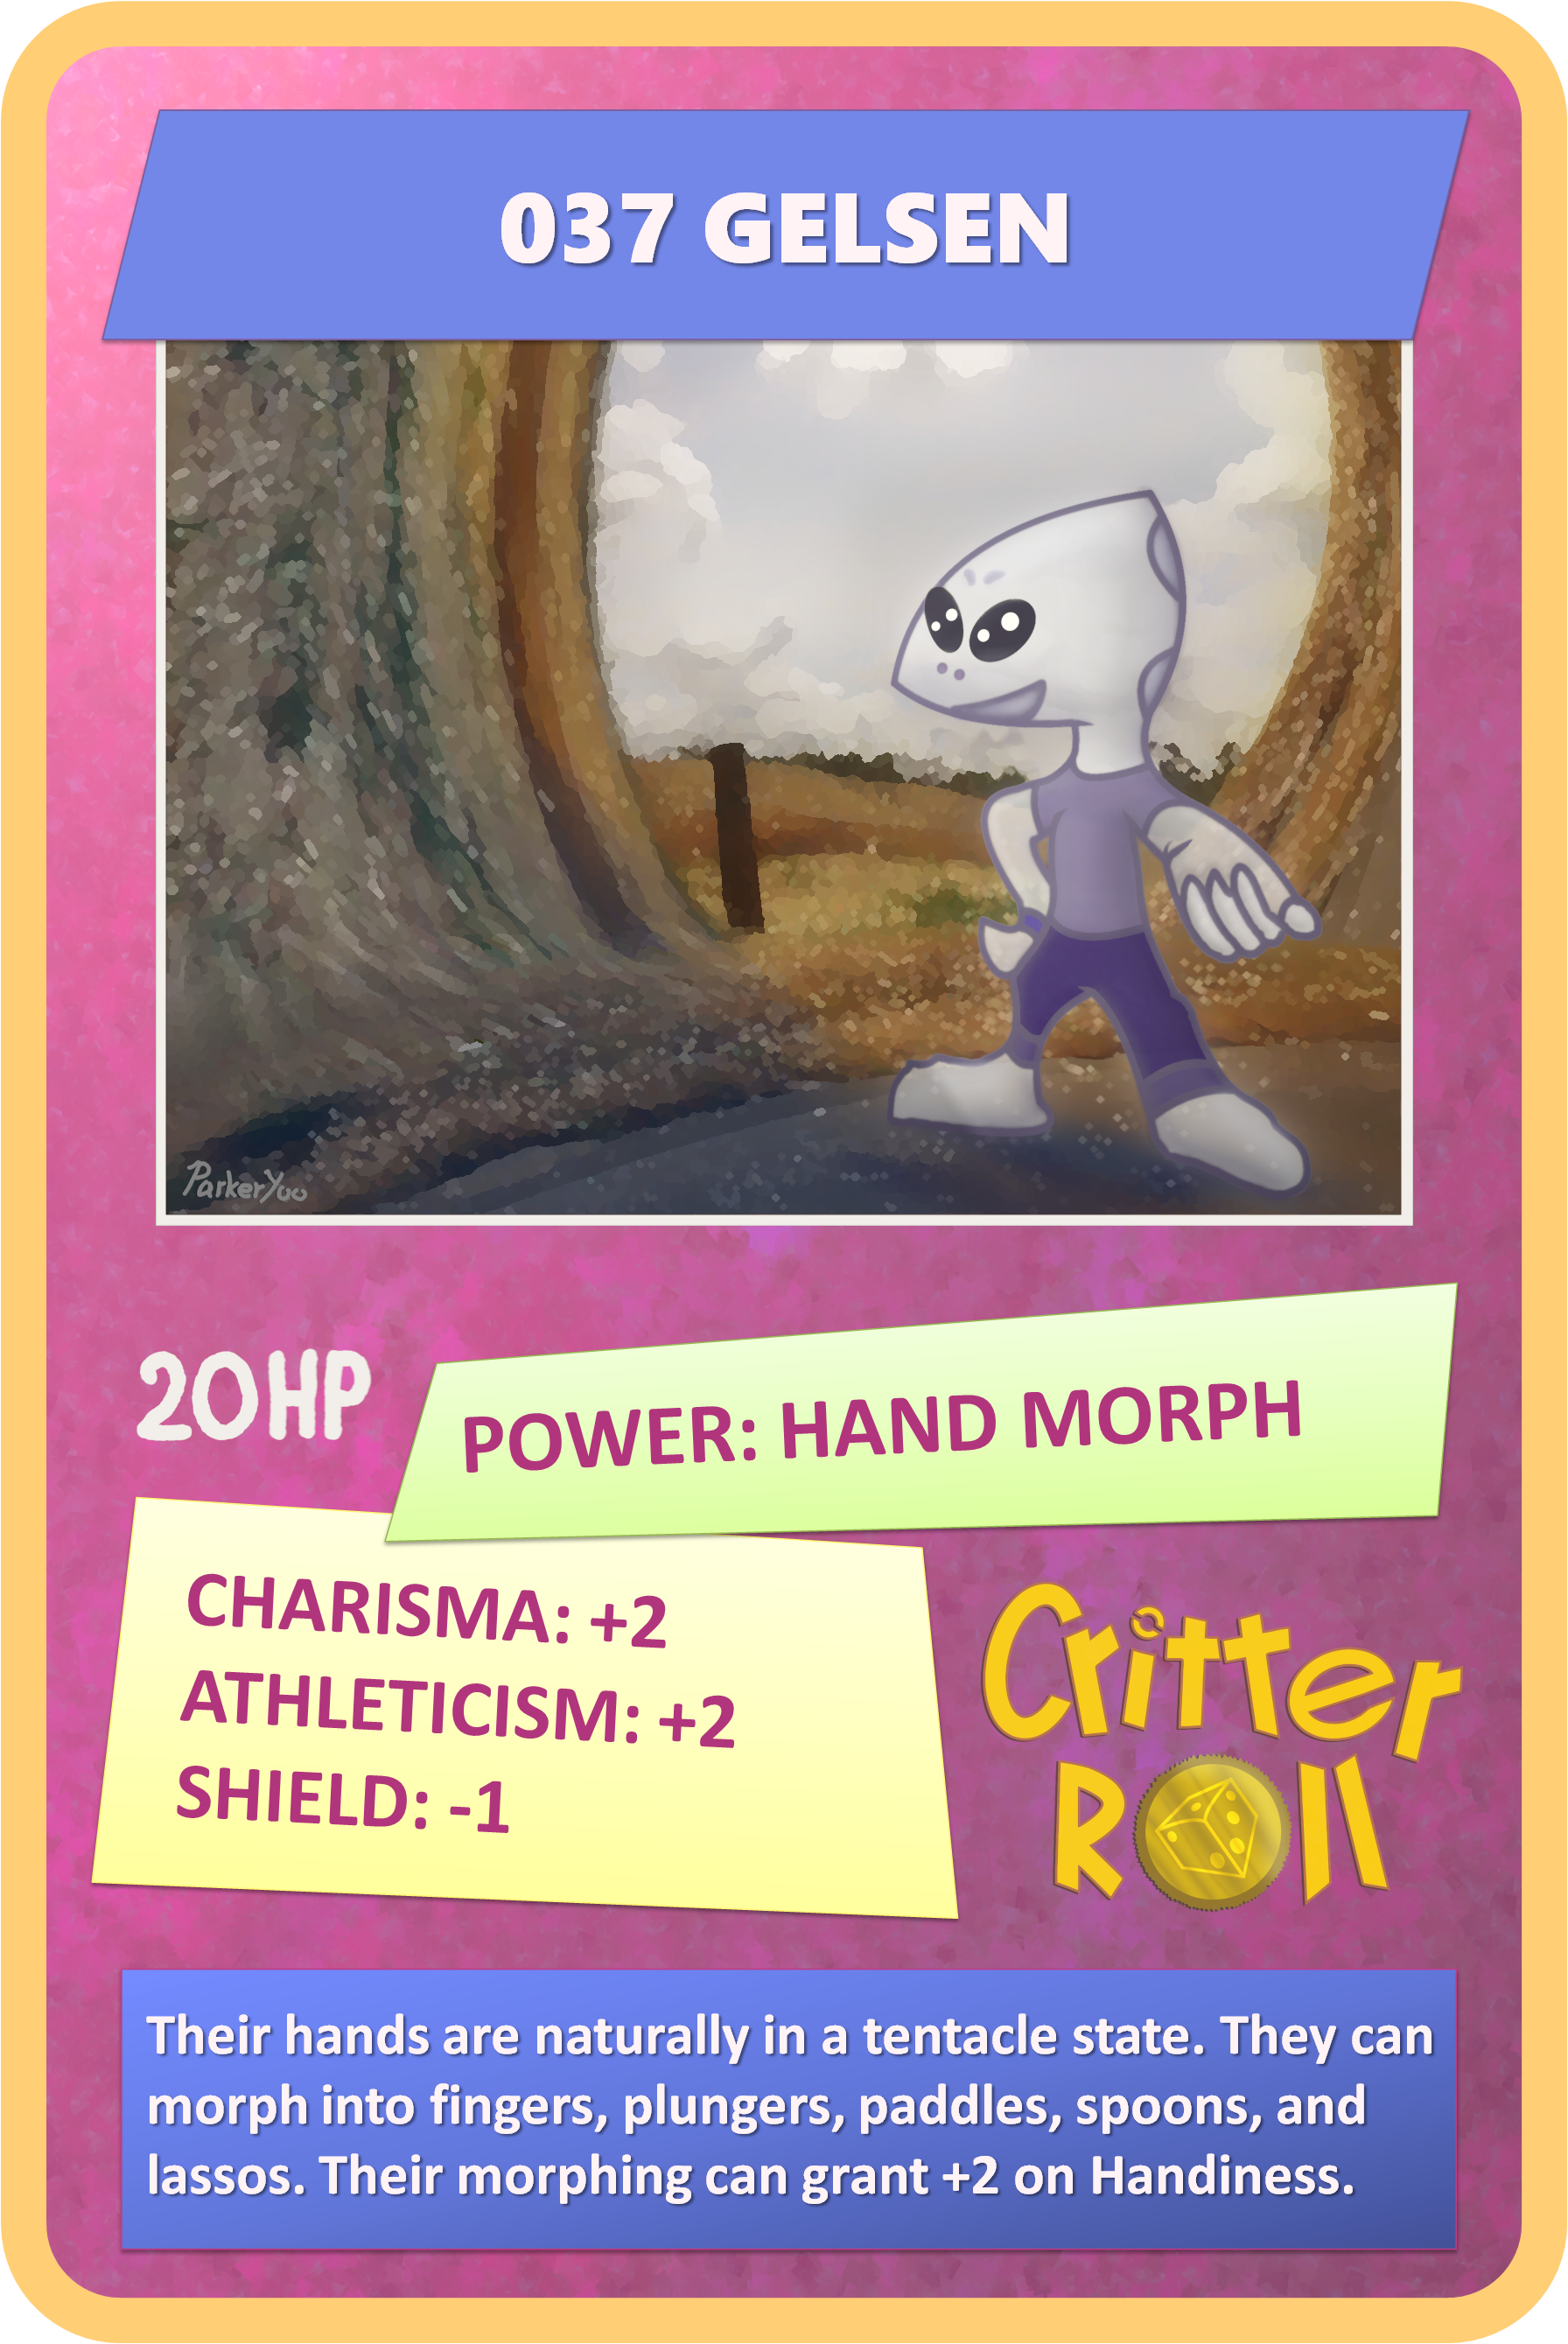 037 GELSEN
ParkerYoo
20HP
POWER: HAND MORPH
CHARISMA: +2
ATHLETICISM: +2
SHIELD: -1
Critter
Roll
Their hands are naturally in a tentacle state. They can
morph into fingers, plungers, paddles, spoons, and
lassos. Their morphing can grant +2 on Handiness.